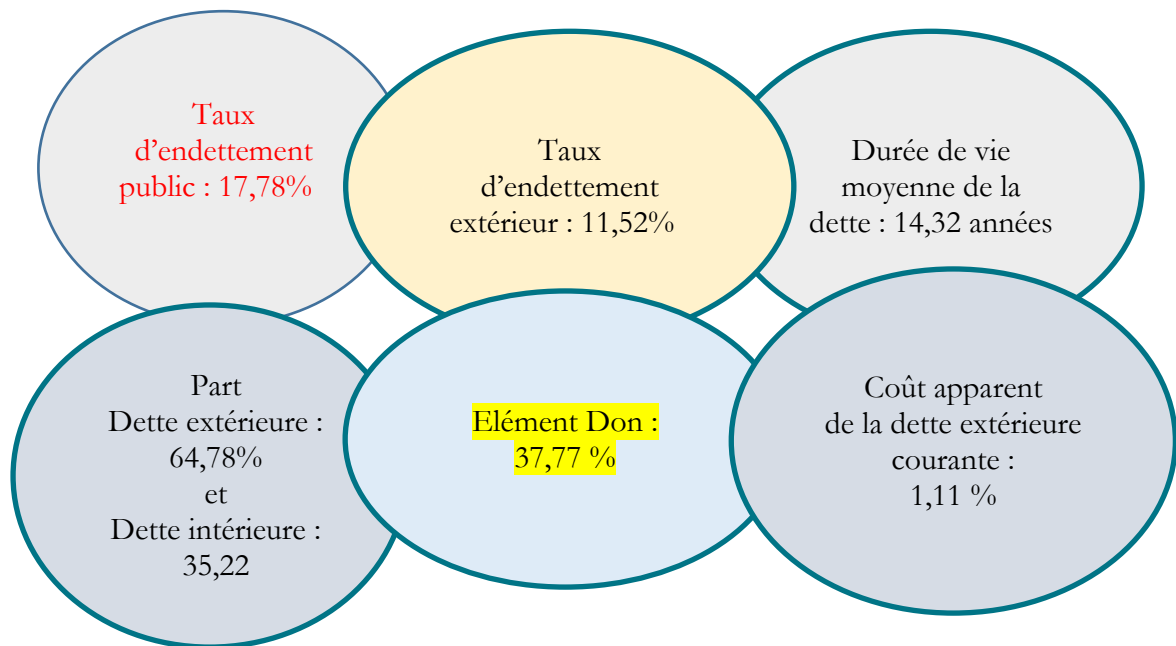 Taux
d’endettement
public : 17,78%
Taux
d’endettement
extérieur : 11,52%
Durée de vie
moyenne de la
dette : 14,32 années
Part
Dette extérieure :
64,78%
et
Dette intérieure :
35,22
Elément Don :
37,77 %
Coût apparent
de la dette extérieure
courante :
1,11 %